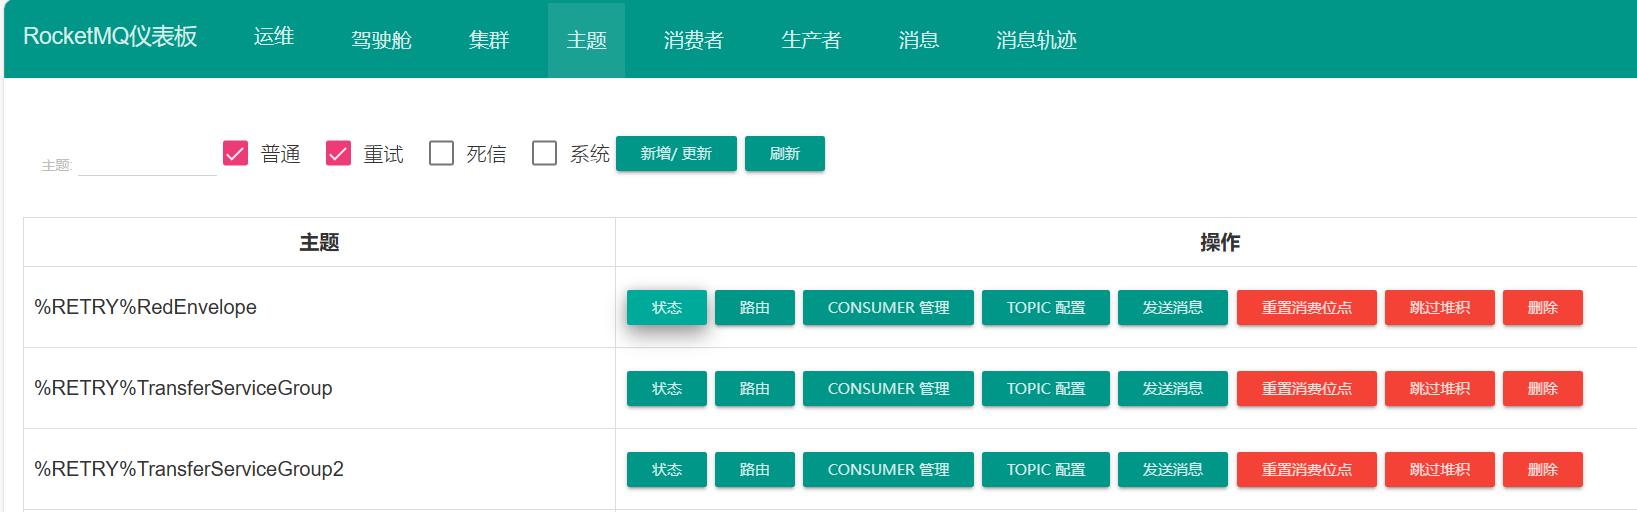 RocketMQ仪表板 运维 驾驶舱 集群 主题 消费者 生产者 消息 消息轨迹
主题: 普通 重试 死信 系统 新增/ 更新 刷新
主题 操作
%RETRY%RedEnvelope 状态 路由 CONSUMER 管理 TOPIC 配置 发送消息 重置消费位点 跳过堆积 删除
%RETRY%TransferServiceGroup 状态 路由 CONSUMER 管理 TOPIC 配置 发送消息 重置消费位点 跳过堆积 删除
%RETRY%TransferServiceGroup2 状态 路由 CONSUMER 管理 TOPIC 配置 发送消息 重置消费位点 跳过堆积 删除